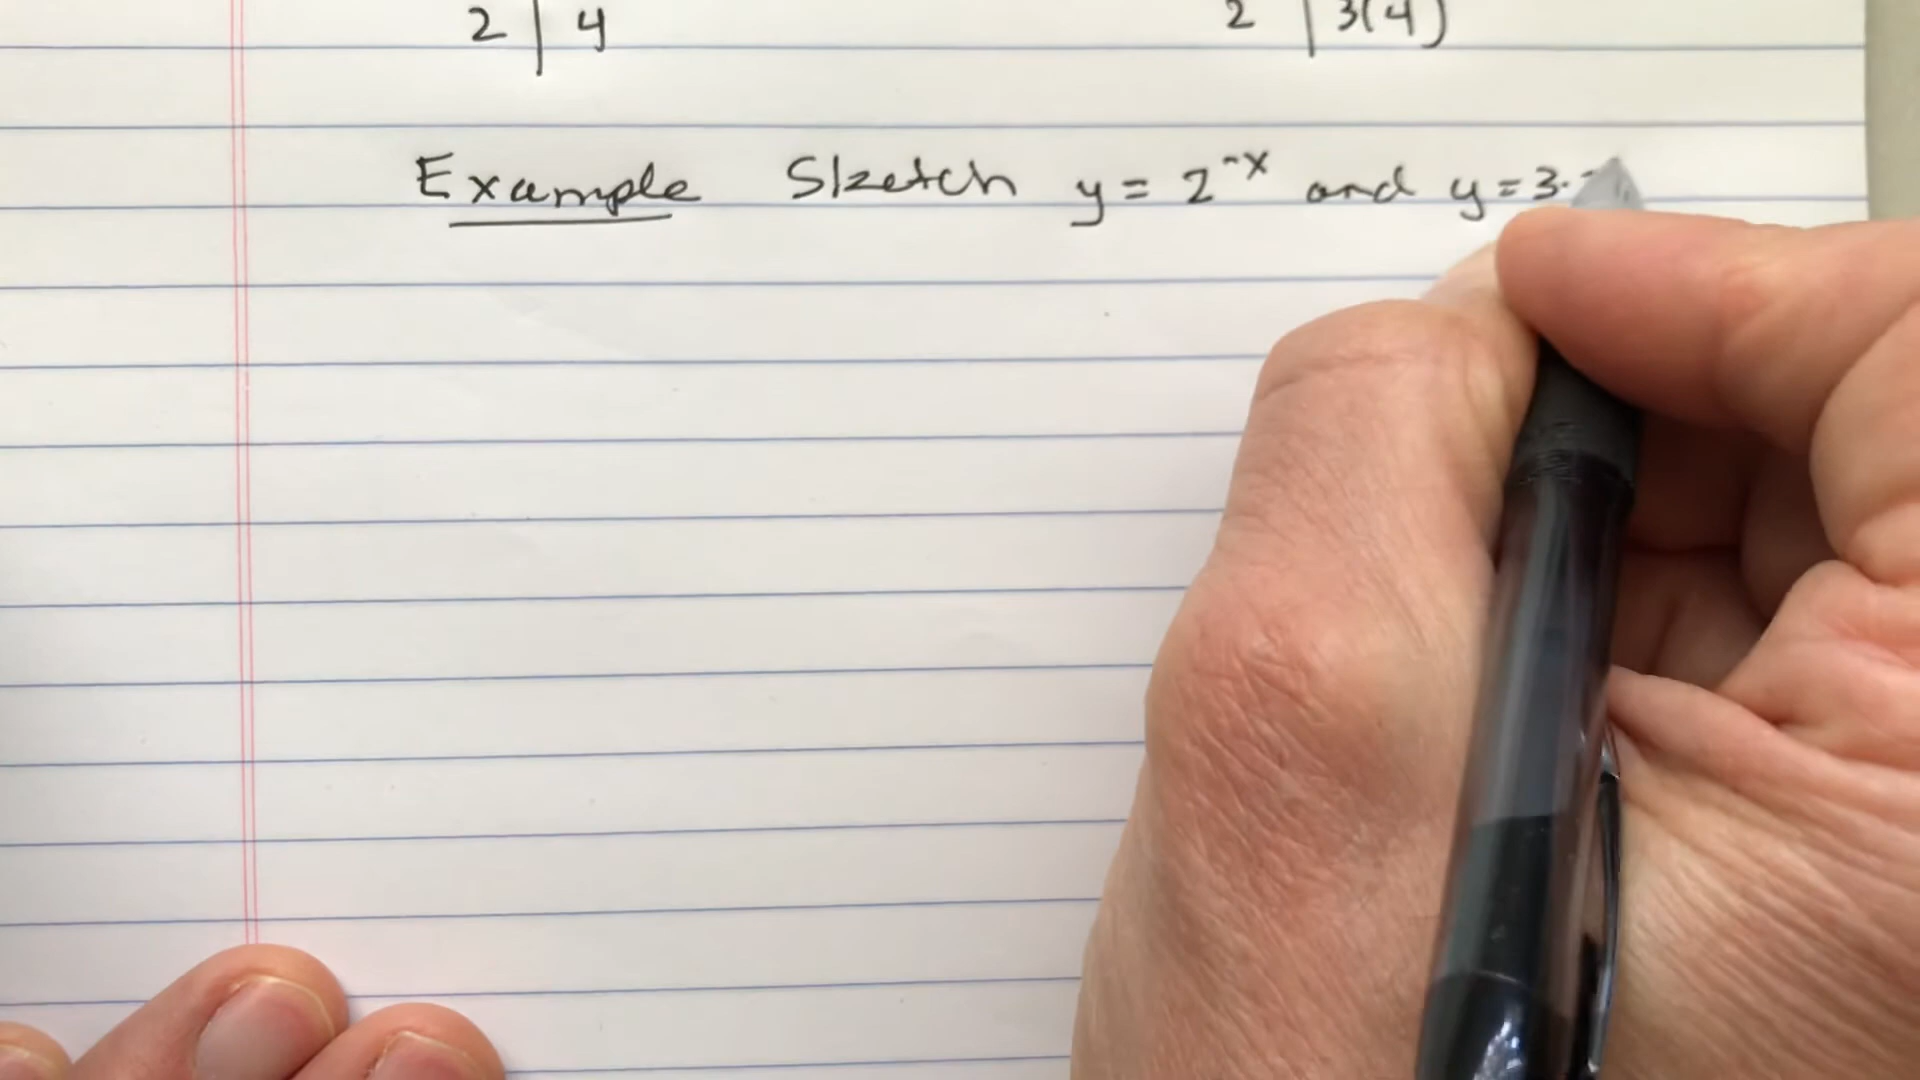 2 | 4 2 | 3(4)
Example Sketch y = 2^-x and y = 3·